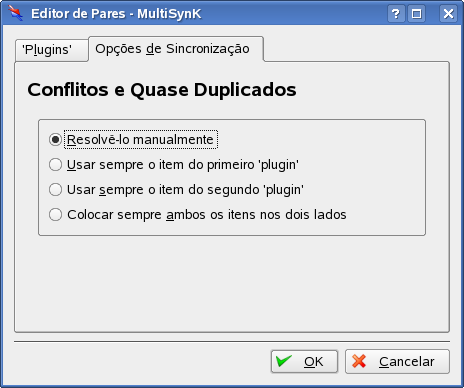 Editor de Pares - MultiSynK
'Plugins' Opções de Sincronização
Conflitos e Quase Duplicados
Resolvê-lo manualmente
Usar sempre o item do primeiro 'plugin'
Usar sempre o item do segundo 'plugin'
Colocar sempre ambos os itens nos dois lados
OK Cancelar